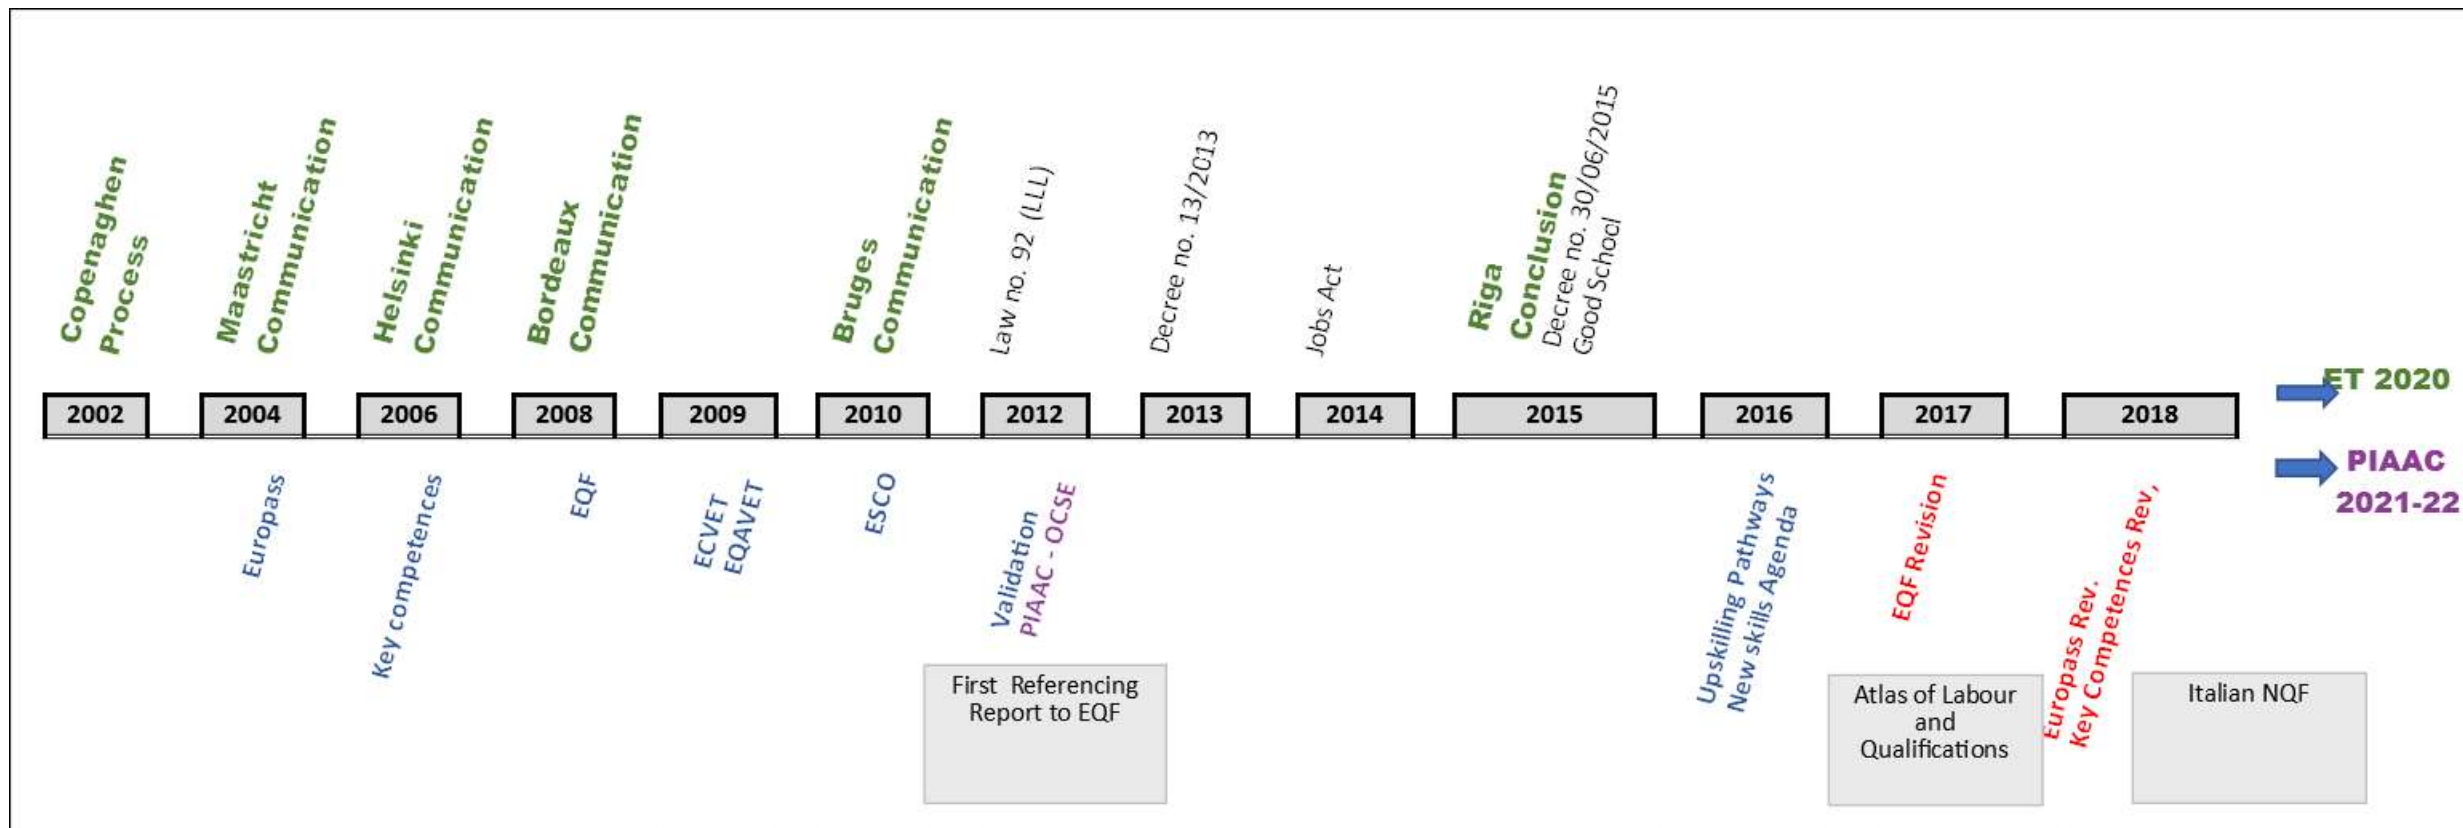 Copenaghen
Process
Maastricht
Communication
Helsinki
Communication
Bordeaux
Communication
Bruges
Communication
Law no. 92 (LLL)
Decree no. 13/2013
Jobs Act
Riga
Conclusion
Decree no. 30/06/2015
Good School
2002
2004
2006
2008
2009
2010
2012
2013
2014
2015
2016
2017
2018
ET 2020
PIAAC
2021-22
Europass
Key competences
EQF
ECVET
EQAVET
ESCO
Validation
PIAAC - OCSE
Upskilling Pathways
New skills Agenda
EQF Revision
Europass Rev.
Key Competences Rev,
First Referencing
Report to EQF
Atlas of Labour
and
Qualifications
Italian NQF